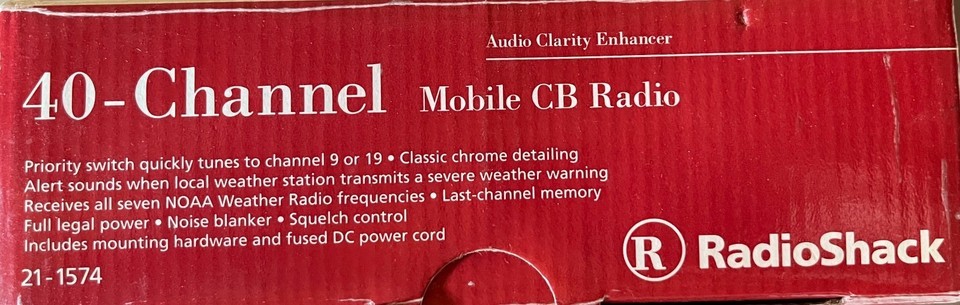 Audio Clarity Enhancer
40-Channel Mobile CB Radio
Priority switch quickly tunes to channel 9 or 19 • Classic chrome detailing
Alert sounds when local weather station transmits a severe weather warning
Receives all seven NOAA Weather Radio frequencies • Last-channel memory
Full legal power • Noise blanker • Squelch control
Includes mounting hardware and fused DC power cord
21-1574
R RadioShack